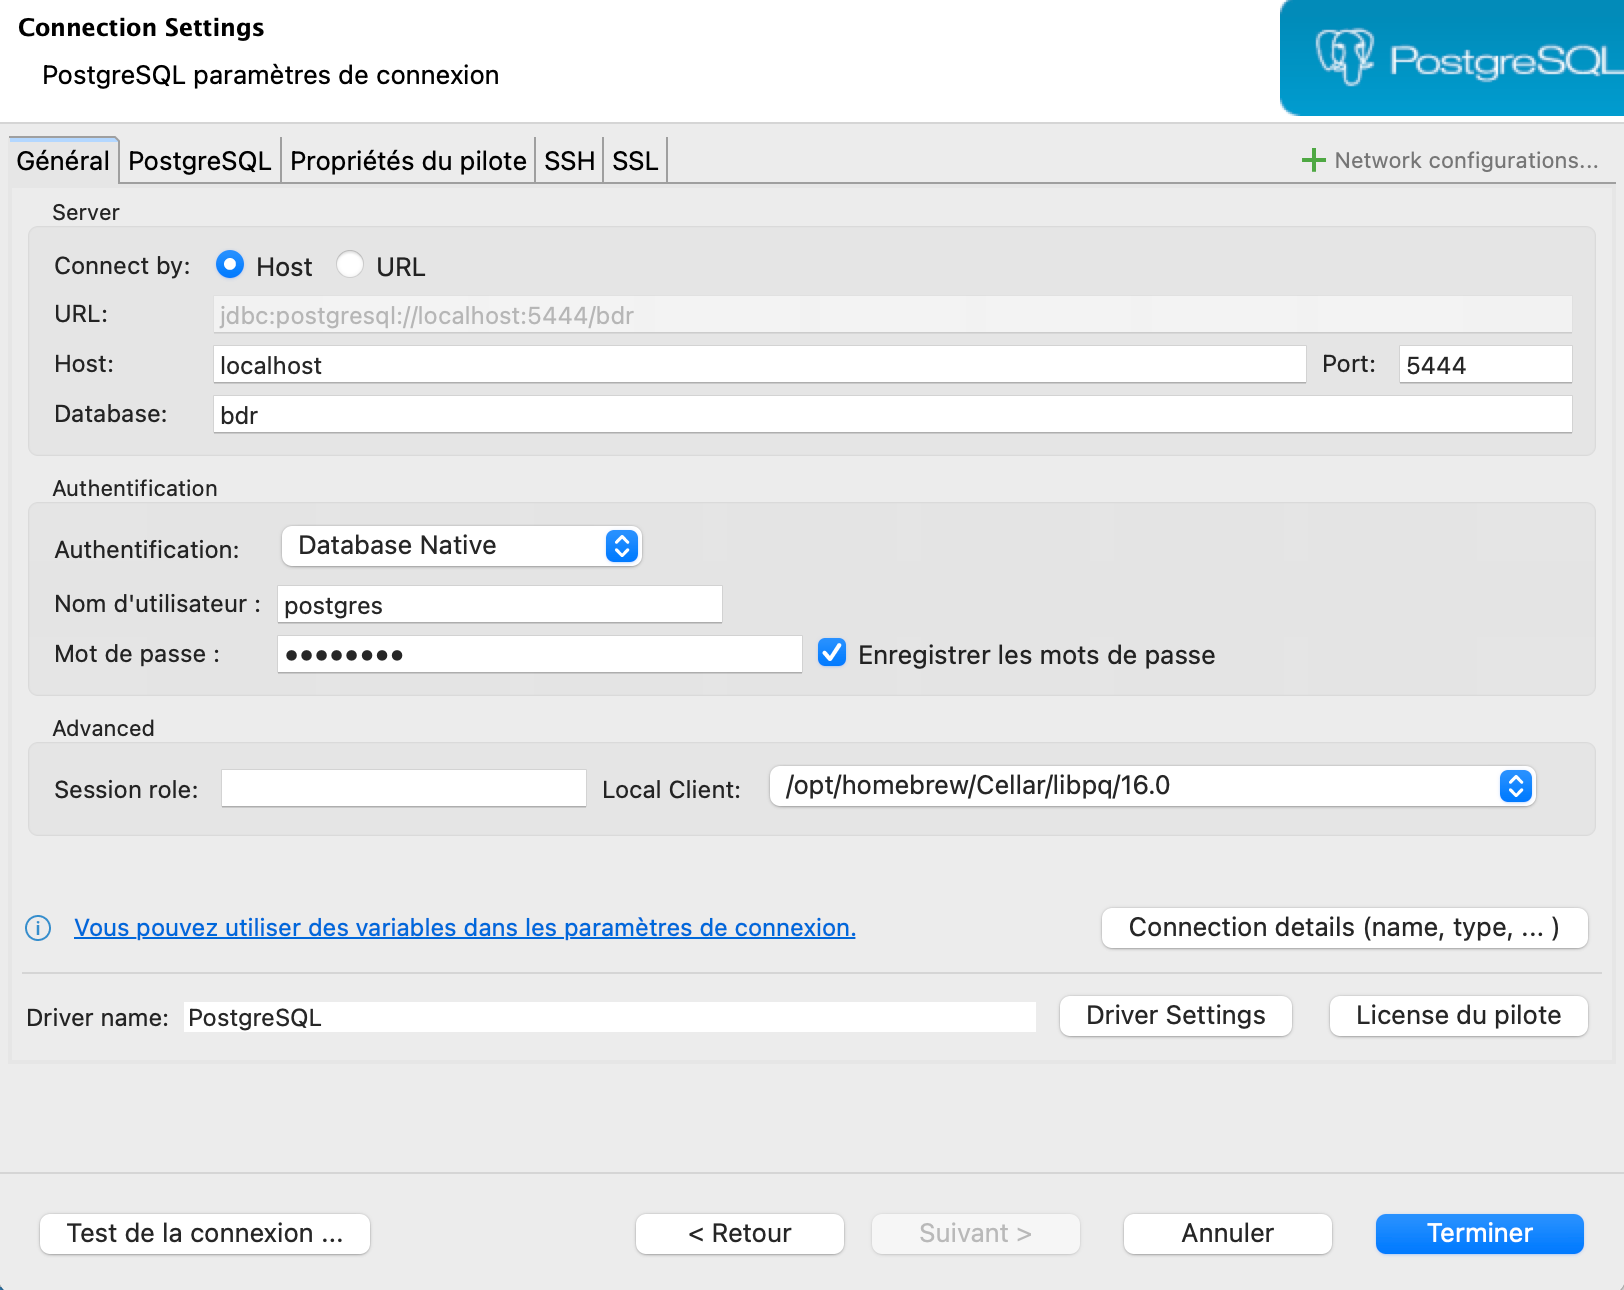 Connection Settings
PostgreSQL paramètres de connexion
PostgreSQL
Général PostgreSQL Propriétés du pilote SSH SSL Network configurations...
Server
Connect by: Host URL
URL: jdbc:postgresql://localhost:5444/bdr
Host: localhost Port: 5444
Database: bdr
Authentification
Authentification: Database Native
Nom d'utilisateur : postgres
Mot de passe : •••••••• Enregistrer les mots de passe
Advanced
Session role: Local Client: /opt/homebrew/Cellar/libpq/16.0
Vous pouvez utiliser des variables dans les paramètres de connexion. Connection details (name, type, ... )
Driver name: PostgreSQL Driver Settings License du pilote
Test de la connexion ... < Retour Suivant > Annuler Terminer